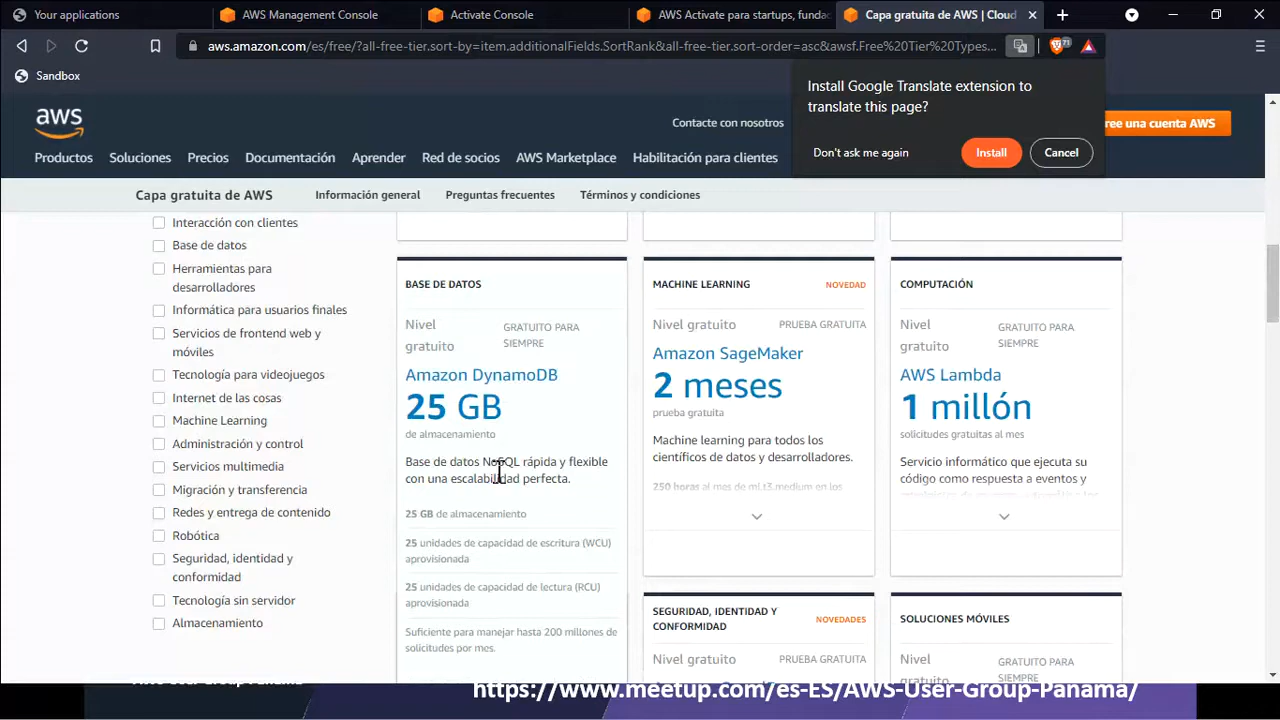 Your applications
AWS Management Console
Activate Console
AWS Activate para startups, fundac
Capa gratuita de AWS | Cloud
aws.amazon.com/es/free/?all-free-tier.sort-by=item.additionalFields.SortRank&all-free-tier.sort-order=asc&awsf.Free%20Tier%20Types...
71
Sandbox
Install Google Translate extension to
translate this page?
Don't ask me again
Install
Cancel
aws
Contacte con nosotros
ree una cuenta AWS
Productos
Soluciones
Precios
Documentación
Aprender
Red de socios
AWS Marketplace
Habilitación para clientes
Capa gratuita de AWS
Información general
Preguntas frecuentes
Términos y condiciones
Interacción con clientes
Base de datos
Herramientas para
desarrolladores
Informática para usuarios finales
Servicios de frontend web y
móviles
Tecnología para videojuegos
Internet de las cosas
Machine Learning
Administración y control
Servicios multimedia
Migración y transferencia
Redes y entrega de contenido
Robótica
Seguridad, identidad y
conformidad
Tecnología sin servidor
Almacenamiento
BASE DE DATOS
Nivel
gratuito
GRATUITO PARA
SIEMPRE
Amazon DynamoDB
25 GB
de almacenamiento
Base de datos NoSQL rápida y flexible
con una escalabilidad perfecta.
25 GB de almacenamiento
25 unidades de capacidad de escritura (WCU)
aprovisionada
25 unidades de capacidad de lectura (RCU)
aprovisionada
Suficiente para manejar hasta 200 millones de
solicitudes por mes.
MACHINE LEARNING
NOVEDAD
Nivel gratuito
PRUEBA GRATUITA
Amazon SageMaker
2 meses
prueba gratuita
Machine learning para todos los
científicos de datos y desarrolladores.
250 horas al mes de ml.t3.medium en los
COMPUTACIÓN
Nivel
gratuito
GRATUITO PARA
SIEMPRE
AWS Lambda
1 millón
solicitudes gratuitas al mes
Servicio informático que ejecuta su
código como respuesta a eventos y
SEGURIDAD, IDENTIDAD Y
CONFORMIDAD
NOVEDADES
Nivel gratuito
PRUEBA GRATUITA
SOLUCIONES MÓVILES
Nivel
GRATUITO PARA
https://www.meetup.com/es-ES/AWS-User-Group-Panama/